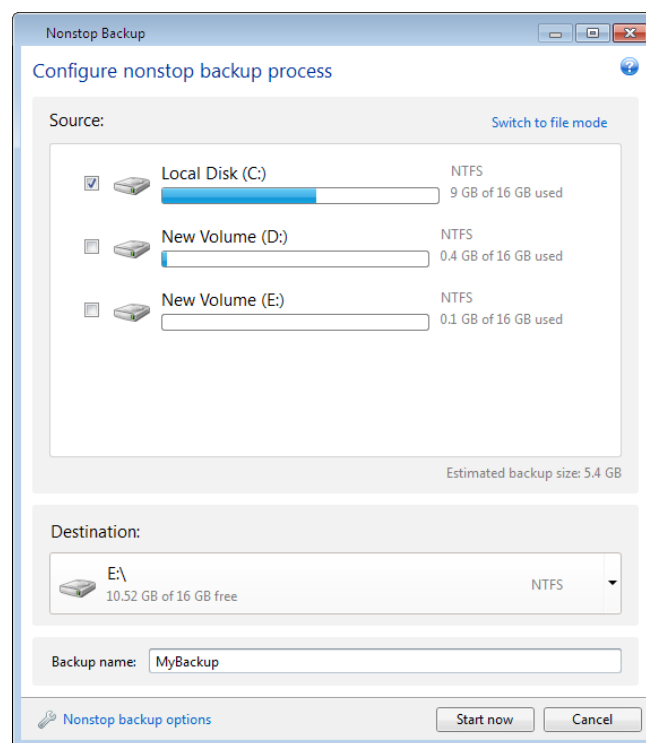 Nonstop Backup
Configure nonstop backup process
?
Source:
Switch to file mode
Local Disk (C:)
NTFS
9 GB of 16 GB used
New Volume (D:)
NTFS
0.4 GB of 16 GB used
New Volume (E:)
NTFS
0.1 GB of 16 GB used
Estimated backup size: 5.4 GB
Destination:
E:\
10.52 GB of 16 GB free
NTFS
Backup name: MyBackup
Nonstop backup options
Start now
Cancel